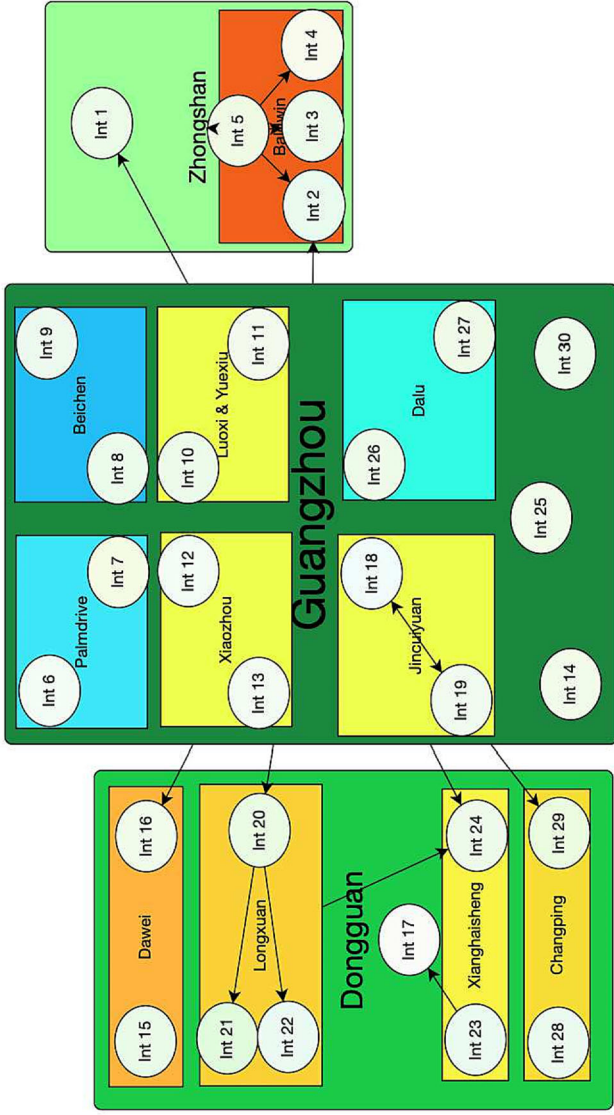 Int 28
Int 23
Int 22
Int 21
Int 15
Int 17
Changping
Xianghaisheng
Dongguan
Longxuan
Dawei
Int 29
Int 24
Int 20
Int 16
Int 14
Int 19
Int 13
Int 6
Jincuiyuan
Xiaozhou
Palmdrive
Int 18
Int 12
Int 7
Int 25
Guangzhou
Int 26
Int 10
Int 8
Dalu
Luoxi & Yuexiu
Beichen
Int 30
Int 27
Int 11
Int 9
Zhongshan
Int 2
Int 3
Int 5
Int 4
Int 1